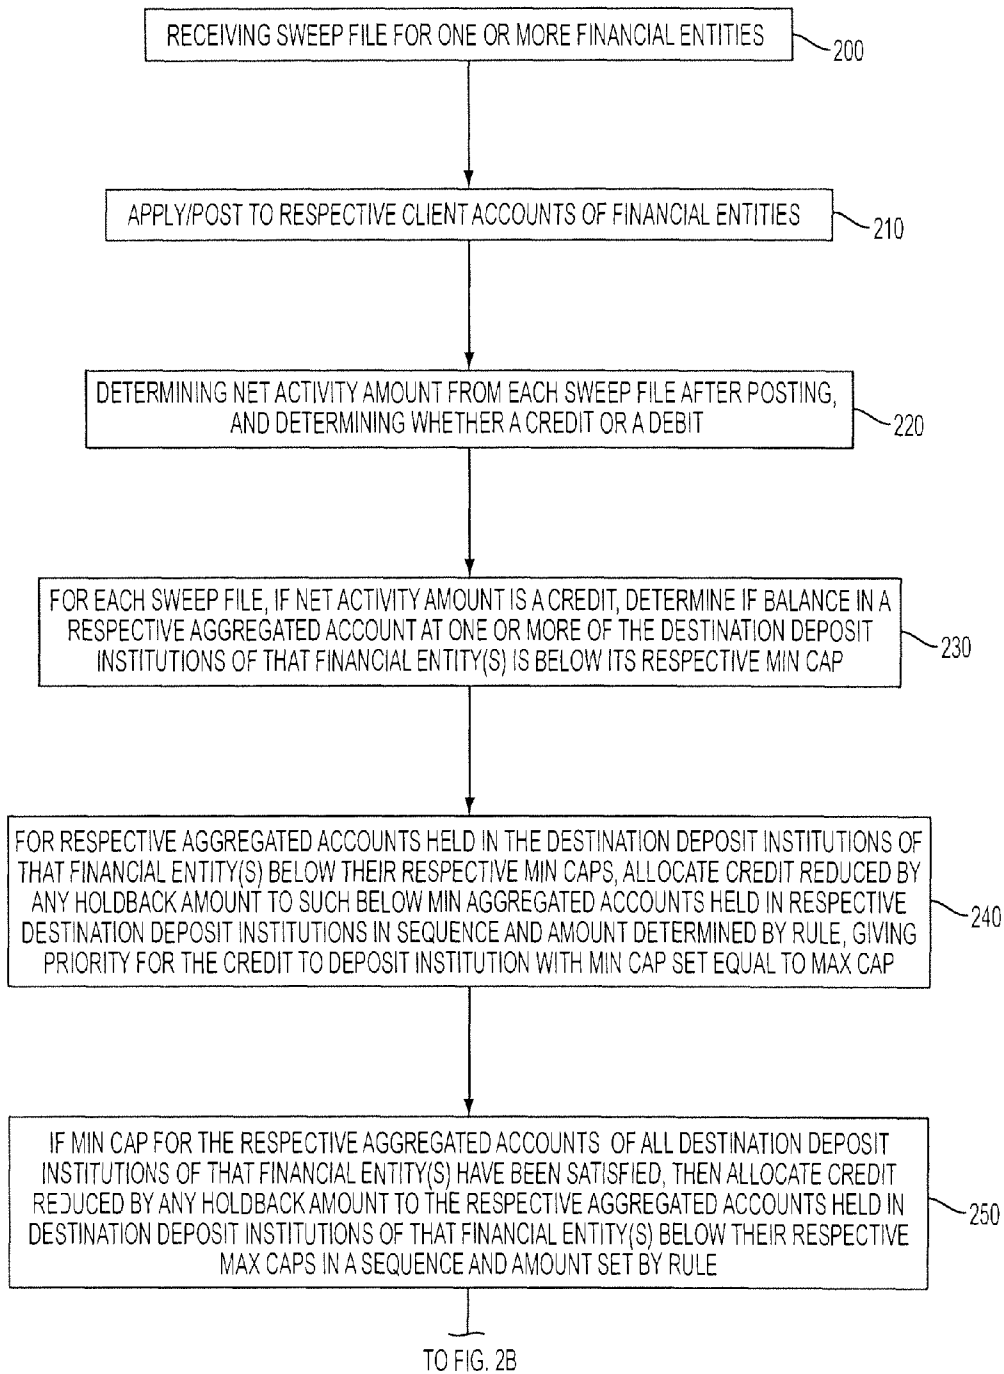 RECEIVING SWEEP FILE FOR ONE OR MORE FINANCIAL ENTITIES
200
APPLY/POST TO RESPECTIVE CLIENT ACCOUNTS OF FINANCIAL ENTITIES
210
DETERMINING NET ACTIVITY AMOUNT FROM EACH SWEEP FILE AFTER POSTING,
AND DETERMINING WHETHER A CREDIT OR A DEBIT
220
FOR EACH SWEEP FILE, IF NET ACTIVITY AMOUNT IS A CREDIT, DETERMINE IF BALANCE IN A
RESPECTIVE AGGREGATED ACCOUNT AT ONE OR MORE OF THE DESTINATION DEPOSIT
INSTITUTIONS OF THAT FINANCIAL ENTITY(S) IS BELOW ITS RESPECTIVE MIN CAP
230
FOR RESPECTIVE AGGREGATED ACCOUNTS HELD IN THE DESTINATION DEPOSIT INSTITUTIONS OF
THAT FINANCIAL ENTITY(S) BELOW THEIR RESPECTIVE MIN CAPS, ALLOCATE CREDIT REDUCED BY
ANY HOLDBACK AMOUNT TO SUCH BELOW MIN AGGREGATED ACCOUNTS HELD IN RESPECTIVE
DESTINATION DEPOSIT INSTITUTIONS IN SEQUENCE AND AMOUNT DETERMINED BY RULE, GIVING
PRIORITY FOR THE CREDIT TO DEPOSIT INSTITUTION WITH MIN CAP SET EQUAL TO MAX CAP
240
IF MIN CAP FOR THE RESPECTIVE AGGREGATED ACCOUNTS OF ALL DESTINATION DEPOSIT
INSTITUTIONS OF THAT FINANCIAL ENTITY(S) HAVE BEEN SATISFIED, THEN ALLOCATE CREDIT
REDUCED BY ANY HOLDBACK AMOUNT TO THE RESPECTIVE AGGREGATED ACCOUNTS HELD IN
DESTINATION DEPOSIT INSTITUTIONS OF THAT FINANCIAL ENTITY(S) BELOW THEIR RESPECTIVE
MAX CAPS IN A SEQUENCE AND AMOUNT SET BY RULE
250
TO FIG. 2B